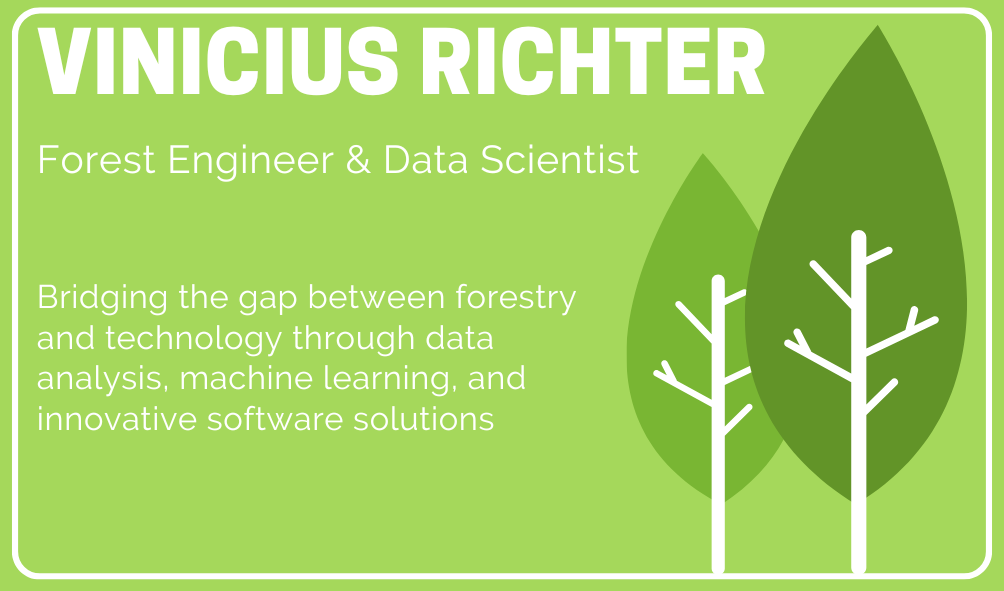 VINICIUS RICHTER
Forest Engineer & Data Scientist
Bridging the gap between forestry
and technology through data
analysis, machine learning, and
innovative software solutions